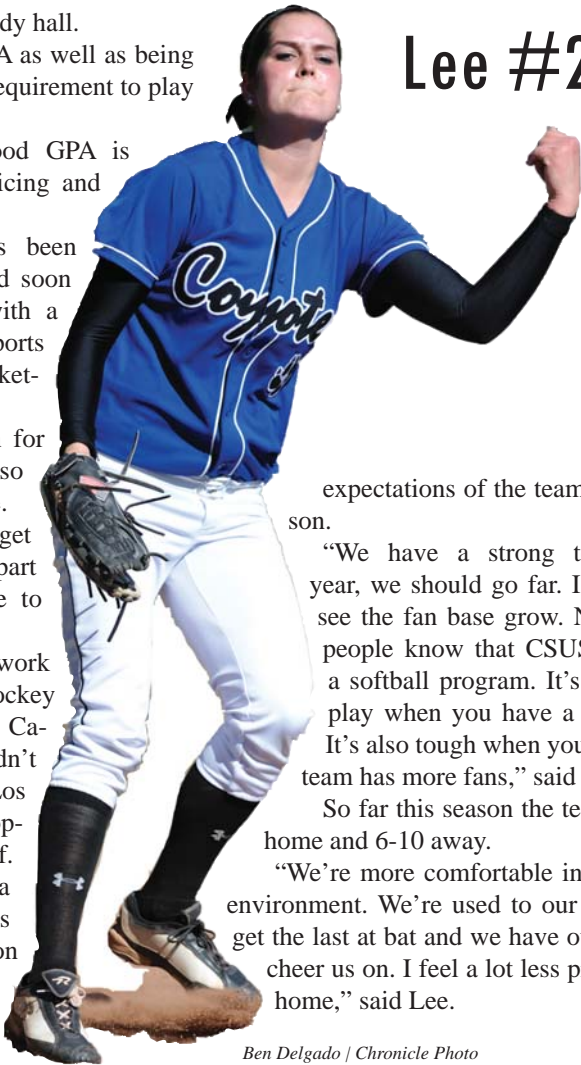 dy hall.
A as well as being
equirement to play
ood GPA is
icing and
s been
d soon
ith a
ports
ket-
for
so
get
part
e to
work
ockey
Ca-
dn't
os
op-
f.
a
s
on
Lee #2
Coyote
expectations of the team
son.
“We have a strong t
year, we should go far. I
see the fan base grow. N
people know that CSUS
a softball program. It's
play when you have a
It's also tough when you
team has more fans,” said
So far this season the te
home and 6-10 away.
“We're more comfortable in
environment. We're used to our
get the last at bat and we have o
cheer us on. I feel a lot less p
home,” said Lee.
Ben Delgado / Chronicle Photo